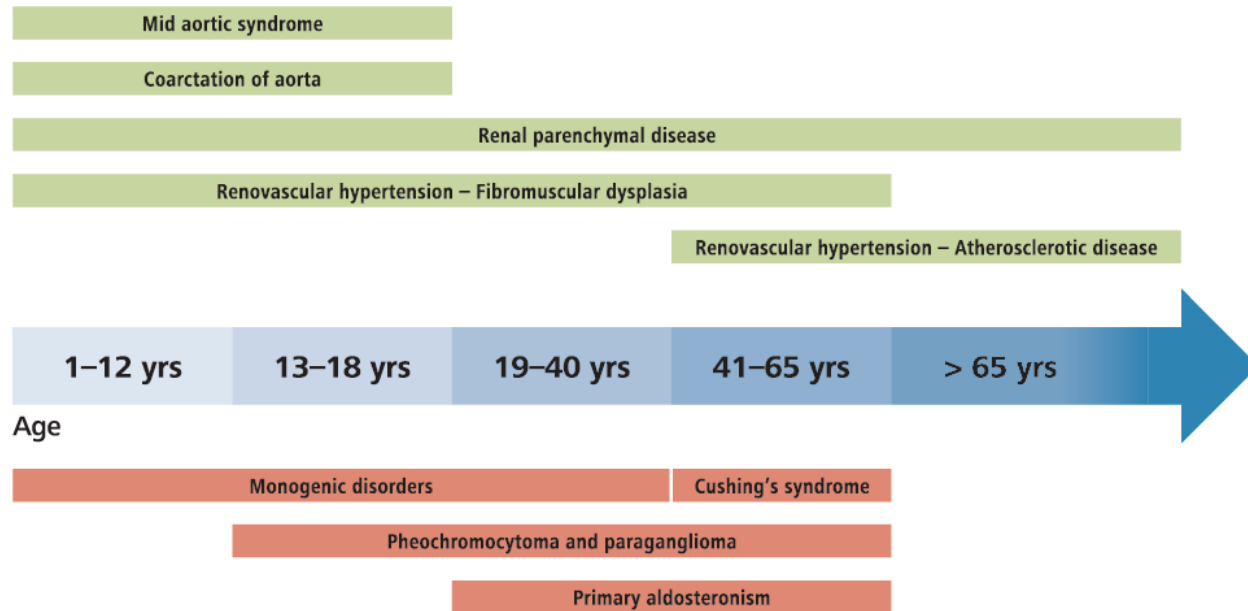 Mid aortic syndrome
Coarctation of aorta
Renal parenchymal disease
Renovascular hypertension – Fibromuscular dysplasia
Renovascular hypertension – Atherosclerotic disease
1–12 yrs 13–18 yrs 19–40 yrs 41–65 yrs > 65 yrs
Age
Monogenic disorders Cushing's syndrome
Pheochromocytoma and paraganglioma
Primary aldosteronism